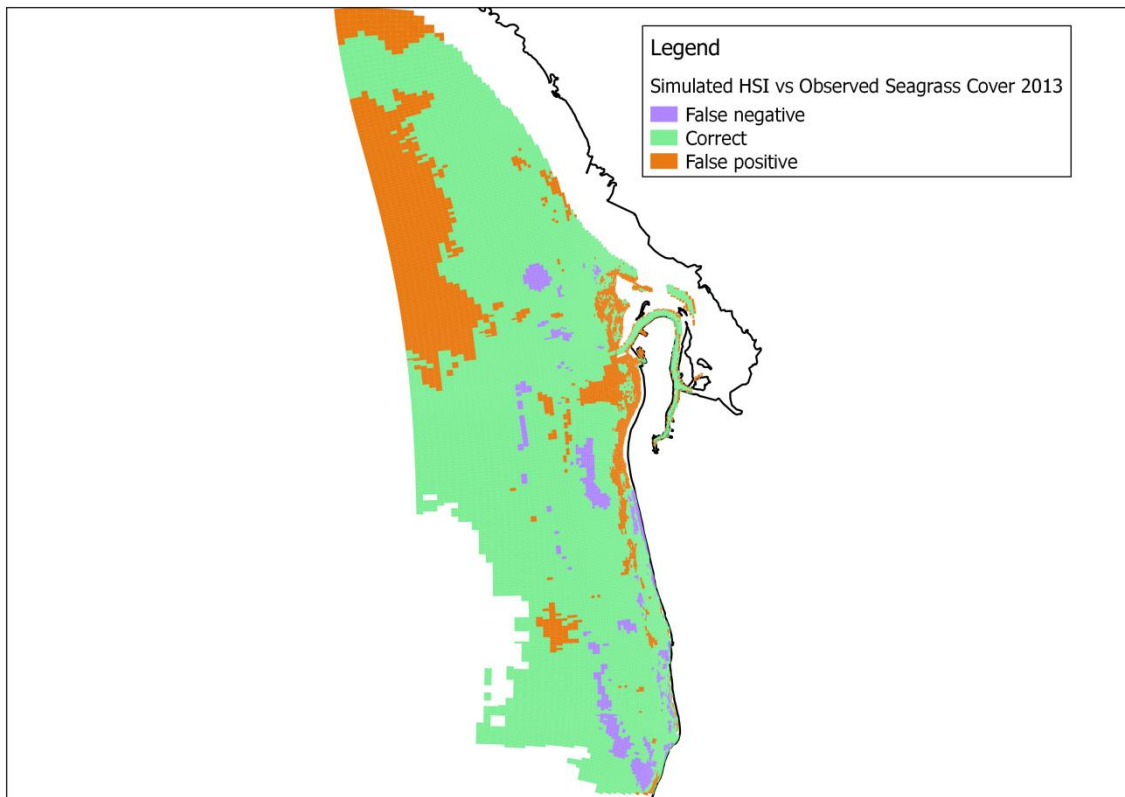 Legend
Simulated HSI vs Observed Seagrass Cover 2013
False negative
Correct
False positive